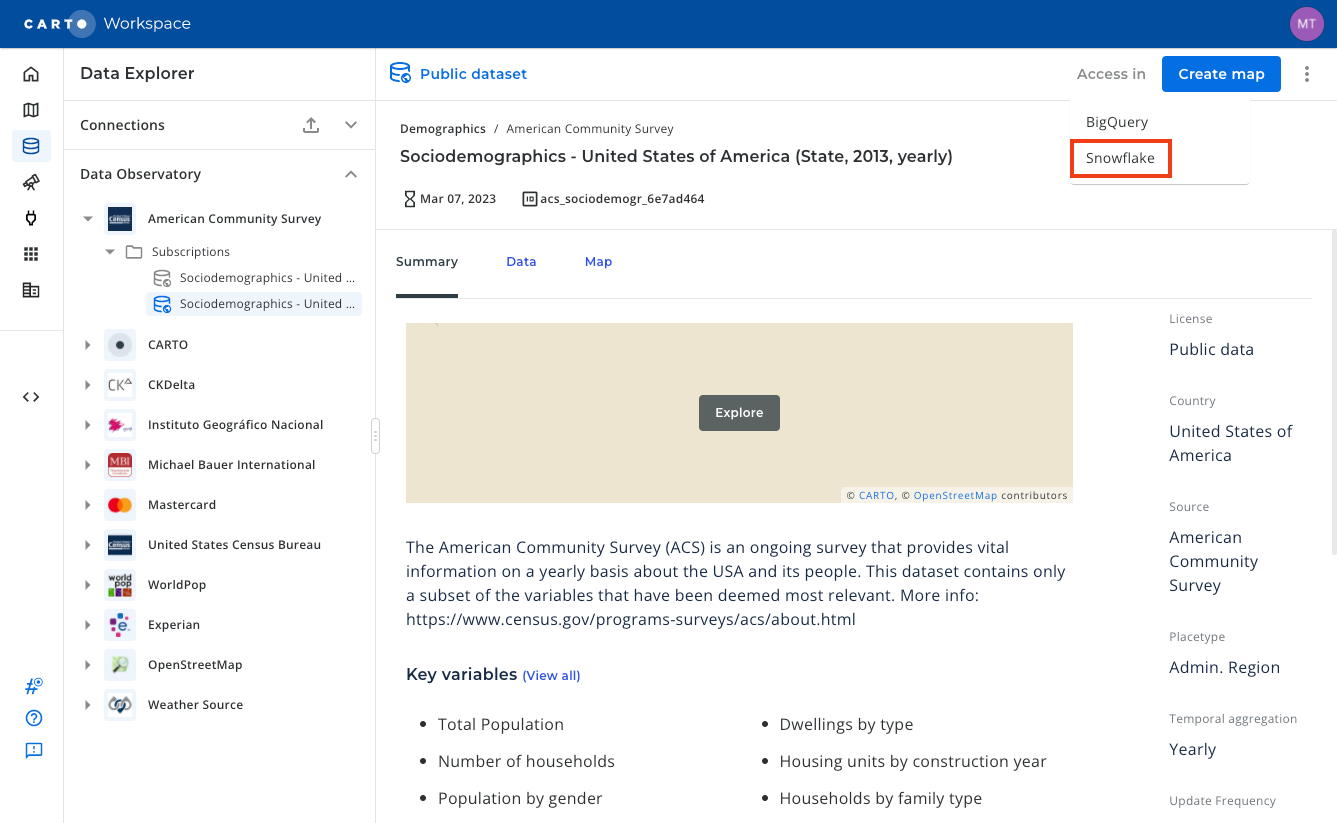 CARTO Workspace
MT
Data Explorer
Public dataset
Access in
Create map
BigQuery
Snowflake
Connections
Data Observatory
American Community Survey
Subscriptions
Sociodemographics - United ...
Sociodemographics - United ...
CARTO
CKDelta
Instituto Geográfico Nacional
MBI
Michael Bauer International
Mastercard
United States Census Bureau
world pop
WorldPop
Experian
OpenStreetMap
Weather Source
Demographics / American Community Survey
Sociodemographics - United States of America (State, 2013, yearly)
Mar 07, 2023
ID acs_sociodemogr_6e7ad464
Summary
Data
Map
Explore
© CARTO, © OpenStreetMap contributors
The American Community Survey (ACS) is an ongoing survey that provides vital
information on a yearly basis about the USA and its people. This dataset contains only
a subset of the variables that have been deemed most relevant. More info:
https://www.census.gov/programs-surveys/acs/about.html
Key variables (View all)
Total Population
Number of households
Population by gender
Dwellings by type
Housing units by construction year
Households by family type
License
Public data
Country
United States of
America
Source
American
Community
Survey
Placetype
Admin. Region
Temporal aggregation
Yearly
Update Frequency